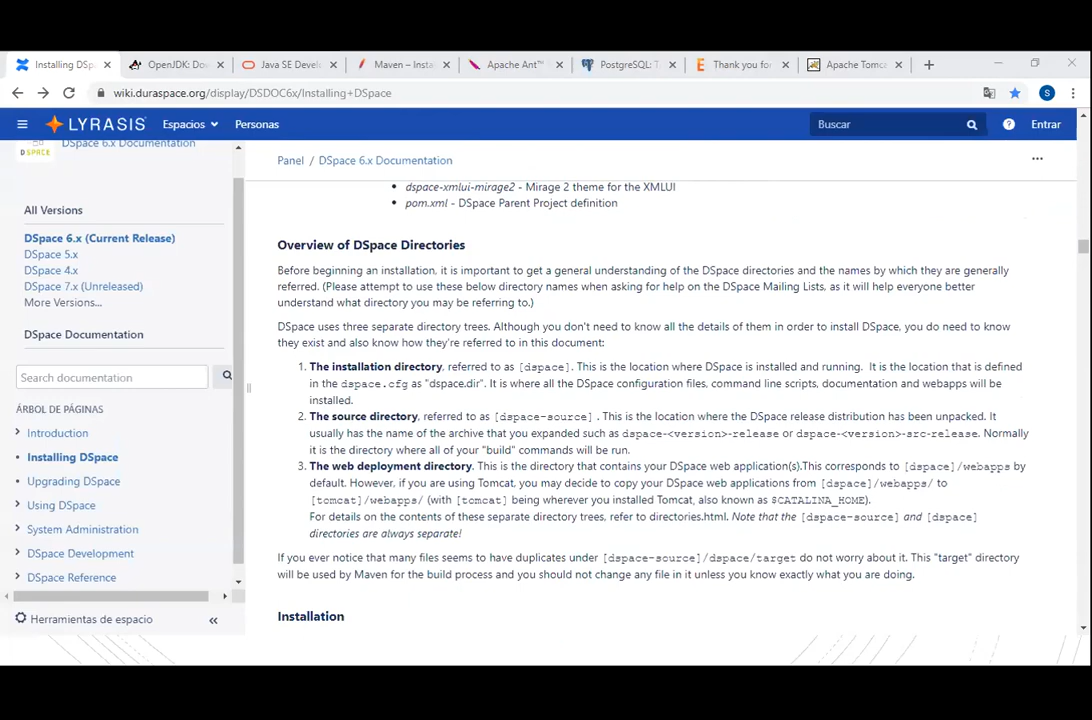 Installing DSp
OpenJDK: Dov
Java SE Devel
Maven – Insta
Apache Ant™
PostgreSQL: T
Thank you for
Apache Tomc
wiki.duraspace.org/display/DSDOC6x/Installing+DSpace
S
LYRASIS
Espacios
Personas
Buscar
Entrar
DSPACE
DSpace 6.x Documentation
All Versions
DSpace 6.x (Current Release)
DSpace 5.x
DSpace 4.x
DSpace 7.x (Unreleased)
More Versions...
DSpace Documentation
Search documentation
ÁRBOL DE PÁGINAS
Introduction
Installing DSpace
Upgrading DSpace
Using DSpace
System Administration
DSpace Development
DSpace Reference
Herramientas de espacio
Panel / DSpace 6.x Documentation
• dspace-xmlui-mirage2 - Mirage 2 theme for the XMLUI
• pom.xml - DSpace Parent Project definition
Overview of DSpace Directories
Before beginning an installation, it is important to get a general understanding of the DSpace directories and the names by which they are generally
referred. (Please attempt to use these below directory names when asking for help on the DSpace Mailing Lists, as it will help everyone better
understand what directory you may be referring to.)
DSpace uses three separate directory trees. Although you don't need to know all the details of them in order to install DSpace, you do need to know
they exist and also know how they're referred to in this document:
1. The installation directory, referred to as [dspace]. This is the location where DSpace is installed and running. It is the location that is defined
in the dspace.cfg as "dspace.dir". It is where all the DSpace configuration files, command line scripts, documentation and webapps will be
installed.
2. The source directory, referred to as [dspace-source] . This is the location where the DSpace release distribution has been unpacked. It
usually has the name of the archive that you expanded such as dspace-<version>-release or dspace-<version>-src-release. Normally
it is the directory where all of your "build" commands will be run.
3. The web deployment directory. This is the directory that contains your DSpace web application(s).This corresponds to [dspace]/webapps by
default. However, if you are using Tomcat, you may decide to copy your DSpace web applications from [dspace]/webapps/ to
[tomcat]/webapps/ (with [tomcat] being wherever you installed Tomcat, also known as $CATALINA_HOME).
For details on the contents of these separate directory trees, refer to directories.html. Note that the [dspace-source] and [dspace]
directories are always separate!
If you ever notice that many files seems to have duplicates under [dspace-source]/dspace/target do not worry about it. This "target" directory
will be used by Maven for the build process and you should not change any file in it unless you know exactly what you are doing.
Installation